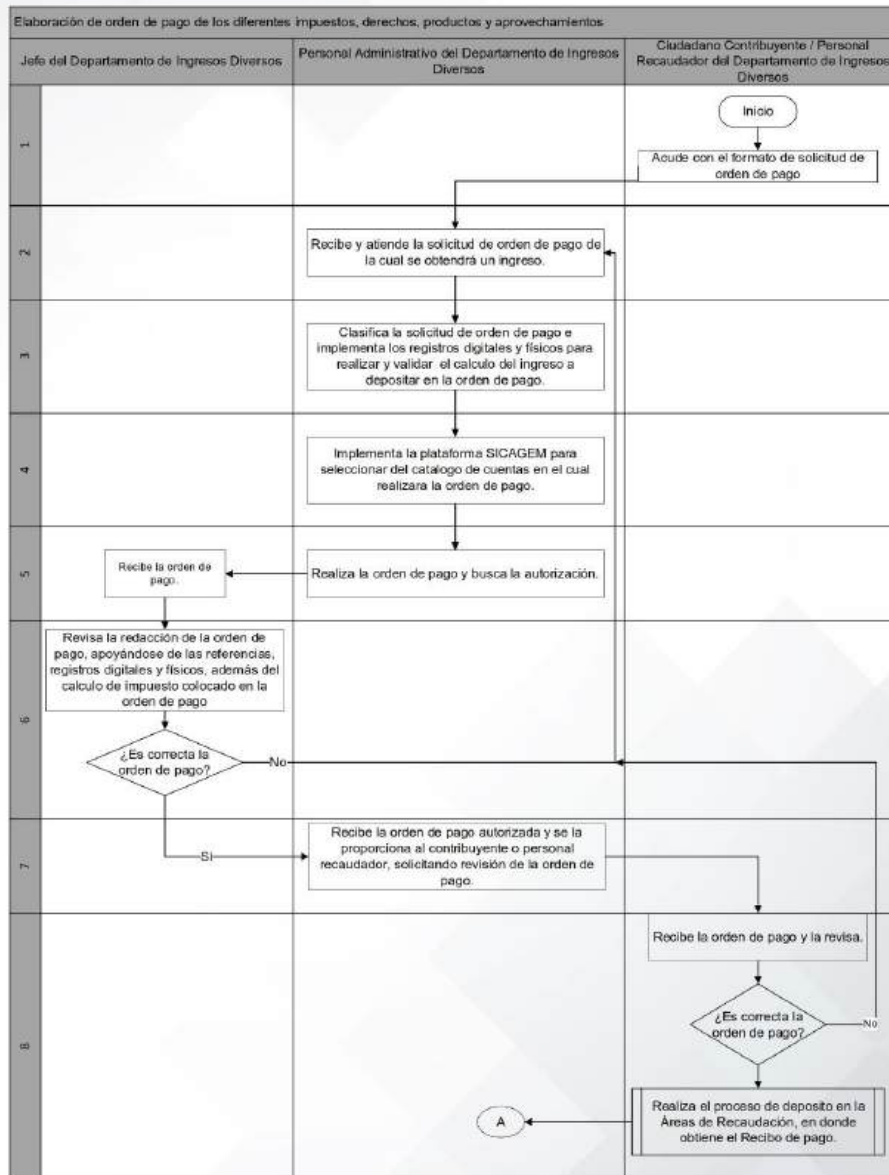 Elaboración de orden de pago de los diferentes impuestos, derechos, productos y aprovechamientos
Jefe del Departamento de Ingresos Diversos
Personal Administrativo del Departamento de Ingresos
Diversos
Ciudadano Contribuyente / Personal
Recaudador del Departamento de Ingresos
Diversos
1
Inicio
Acude con el formato de solicitud de
orden de pago
2
Recibe y atiende la solicitud de orden de pago de
la cual se obtendrá un ingreso.
3
Clasifica la solicitud de orden de pago e
implementa los registros digitales y físicos para
realizar y validar el calculo del ingreso a
depositar en la orden de pago.
4
Implementa la plataforma SICAGEM para
seleccionar del catalogo de cuentas en el cual
realizara la orden de pago.
5
Recibe la orden de
pago.
Realiza la orden de pago y busca la autorización.
6
Revisa la redacción de la orden de
pago, apoyándose de las referencias,
registros digitales y físicos, además del
calculo de impuesto colocado en la
orden de pago
¿Es correcta la
orden de pago?
No
7
Si
Recibe la orden de pago autorizada y se la
proporciona al contribuyente o personal
recaudador, solicitando revisión de la orden de
pago.
8
Recibe la orden de pago y la revisa.
¿Es correcta la
orden de pago?
No
Realiza el proceso de deposito en la
Áreas de Recaudación, en donde
obtiene el Recibo de pago.
A